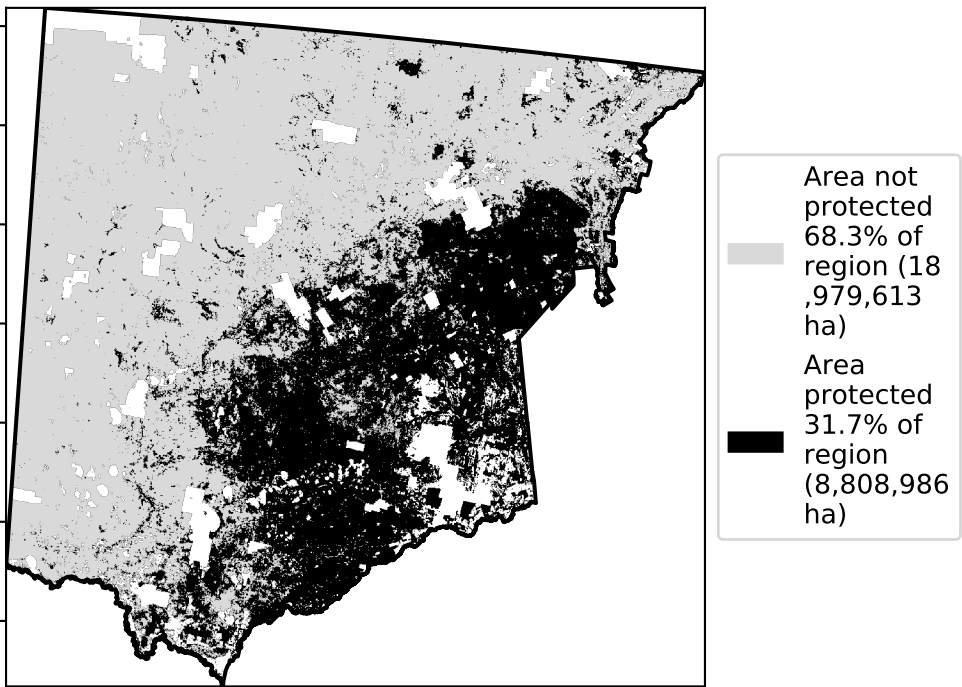 Area not
protected
68.3% of
region (18
,979,613
ha)
Area
protected
31.7% of
region
(8,808,986
ha)